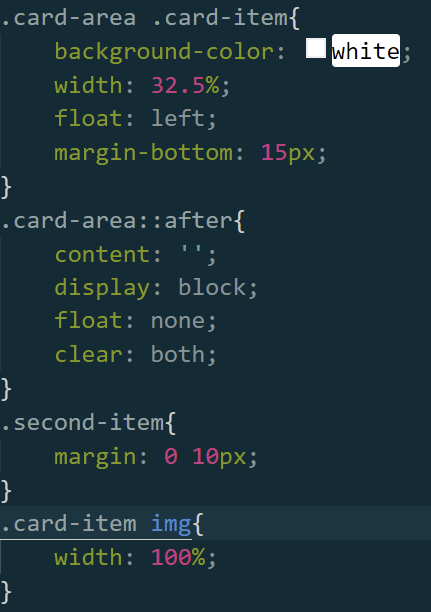 .card-area .card-item{
    background-color: white;
    width: 32.5%;
    float: left;
    margin-bottom: 15px;
}
.card-area::after{
    content: '';
    display: block;
    float: none;
    clear: both;
}
.second-item{
    margin: 0 10px;
}
.card-item img{
    width: 100%;
}